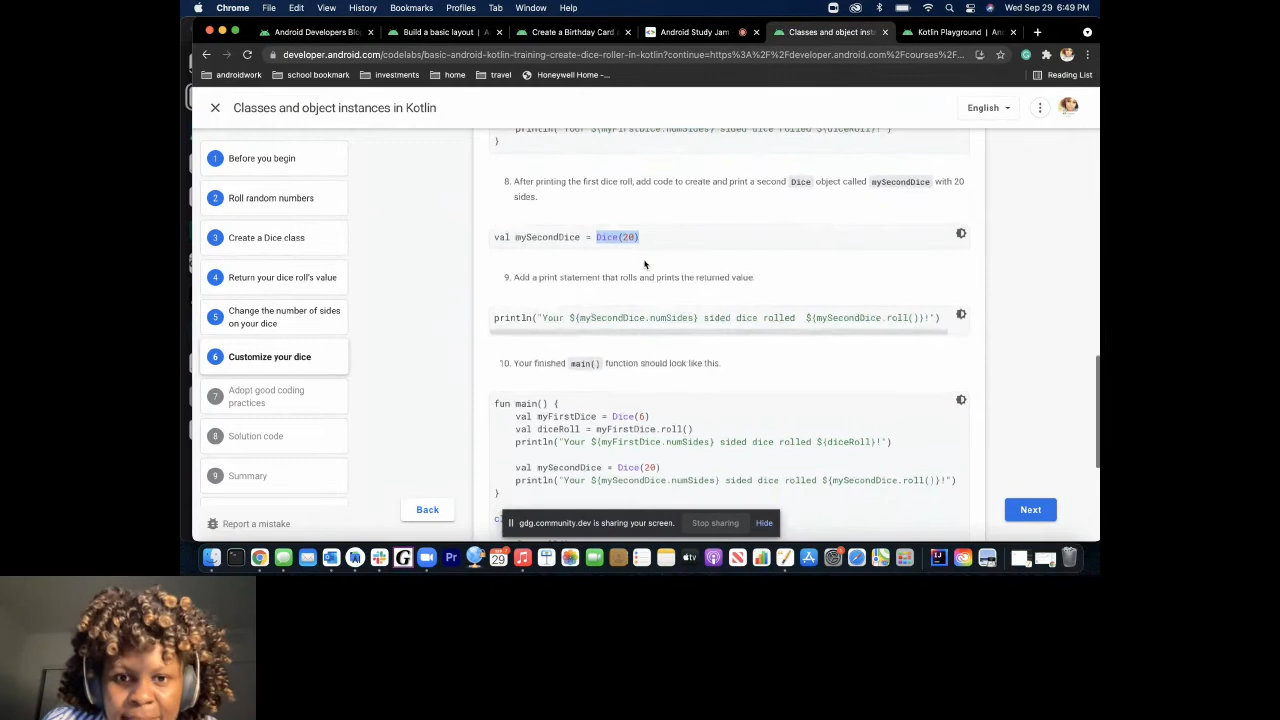 Chrome File Edit View History Bookmarks Profiles Tab Window Help
Wed Sep 29 6:49 PM
Android Developers Blog
Build a basic layout | A
Create a Birthday Card
Android Study Jam
Classes and object inst
Kotlin Playground | An
developer.android.com/codelabs/basic-android-kotlin-training-create-dice-roller-in-kotlin?continue=https%3A%2F%2Fdeveloper.android.com%2Fcourses%2F...
androidwork school bookmark investments home travel Honeywell Home -...
Reading List
Classes and object instances in Kotlin
English
1 Before you begin
2 Roll random numbers
3 Create a Dice class
4 Return your dice roll's value
5 Change the number of sides
on your dice
6 Customize your dice
7 Adopt good coding
practices
8 Solution code
9 Summary
Report a mistake
println("Your ${myFirstDice.numSides} sided dice rolled ${diceRoll}!")
}
8. After printing the first dice roll, add code to create and print a second Dice object called mySecondDice with 20
sides.
val mySecondDice = Dice(20)
9. Add a print statement that rolls and prints the returned value.
println("Your ${mySecondDice.numSides} sided dice rolled  ${mySecondDice.roll()}!")
10. Your finished main() function should look like this.
fun main() {
val myFirstDice = Dice(6)
val diceRoll = myFirstDice.roll()
println("Your ${myFirstDice.numSides} sided dice rolled ${diceRoll}!")
val mySecondDice = Dice(20)
println("Your ${mySecondDice.numSides} sided dice rolled ${mySecondDice.roll()}!")
}
Back
Next
gdg.community.dev is sharing your screen.
Stop sharing
Hide